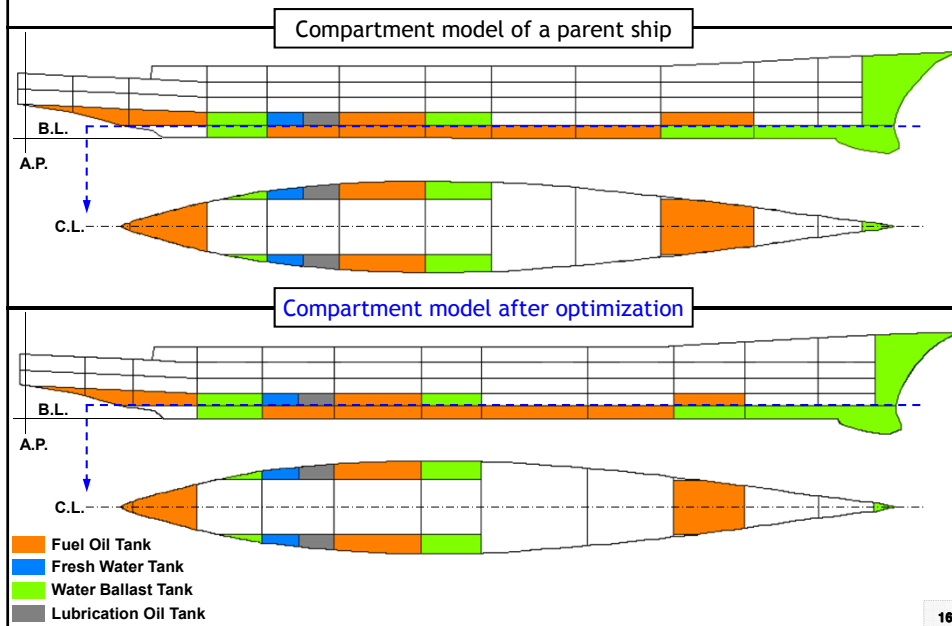 Compartment model of a parent ship
B.L.
A.P.
C.L.
Compartment model after optimization
B.L.
A.P.
C.L.
Fuel Oil Tank
Fresh Water Tank
Water Ballast Tank
Lubrication Oil Tank
16